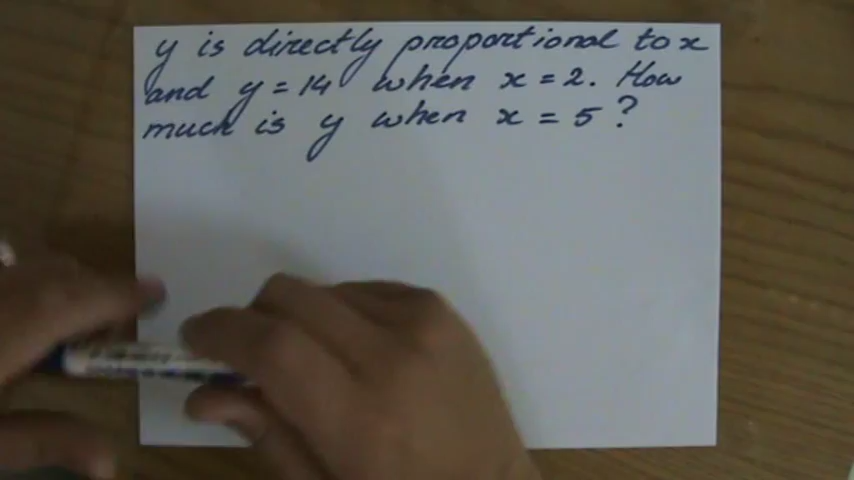 y is directly proportional to x
and y = 14 when x = 2. How
much is y when x = 5 ?